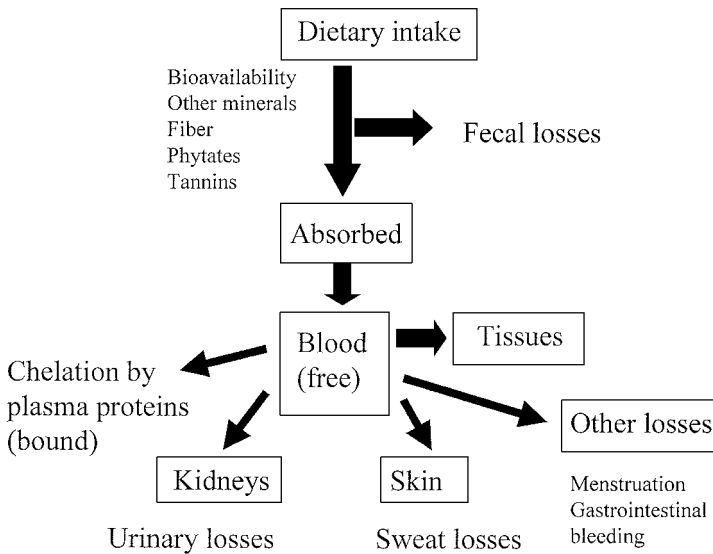 Dietary intake
Bioavailability
Other minerals
Fiber
Phytates
Tannins
Fecal losses
Absorbed
Blood
(free)
Tissues
Chelation by
plasma proteins
(bound)
Kidneys
Urinary losses
Skin
Sweat losses
Other losses
Menstruation
Gastrointestinal
bleeding